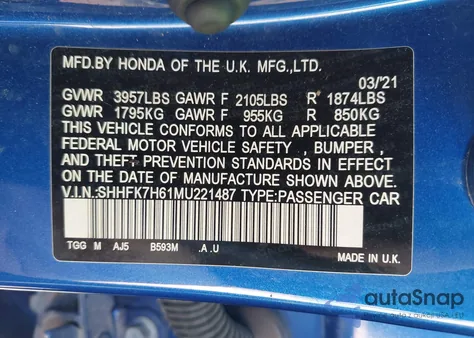 MFD.BY HONDA OF THE U.K. MFG.,LTD.
03/21
GVWR 3957LBS GAWR F 2105LBS R 1874LBS
GVWR 1795KG GAWR F 955KG R 850KG
THIS VEHICLE CONFORMS TO ALL APPLICABLE
FEDERAL MOTOR VEHICLE SAFETY , BUMPER ,
AND THEFT PREVENTION STANDARDS IN EFFECT
ON THE DATE OF MANUFACTURE SHOWN ABOVE.
V.I.N.:SHHFK7H61MU221487 TYPE:PASSENGER CAR
TGG M AJ5 B593M .A .U
autoSnap